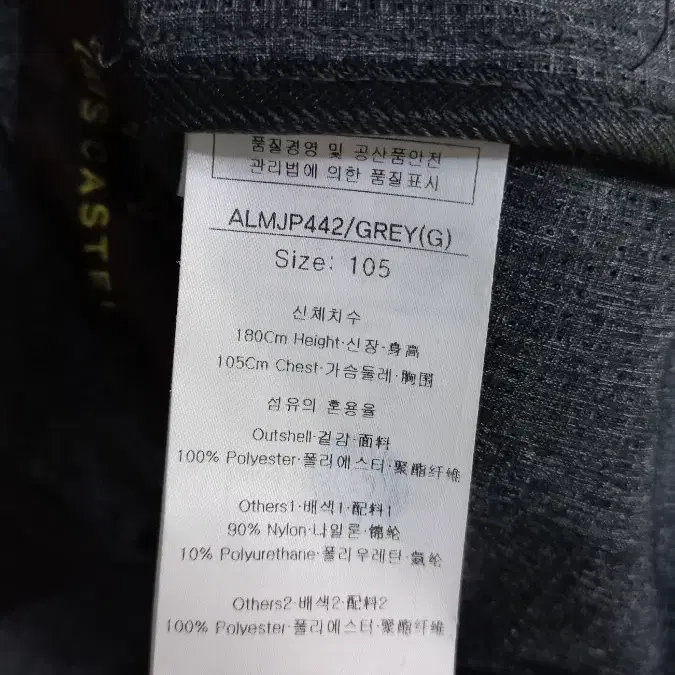 품질경영 및 공산품안전
관리법에 의한 품질표시
ALMJP442/GREY(G)
Size: 105
신체치수
180Cm Height·신장·身高
105Cm Chest·가슴둘레·胸围
섬유의 혼용율
Outshell·겉감·面料
100% Polyester·폴리에스터·聚酯纤维
Others1·배색1·配料1
90% Nylon·나일론·锦纶
10% Polyurethane·폴리우레탄·氨纶
Others2·배색2·配料2
100% Polyester·폴리에스터·聚酯纤维